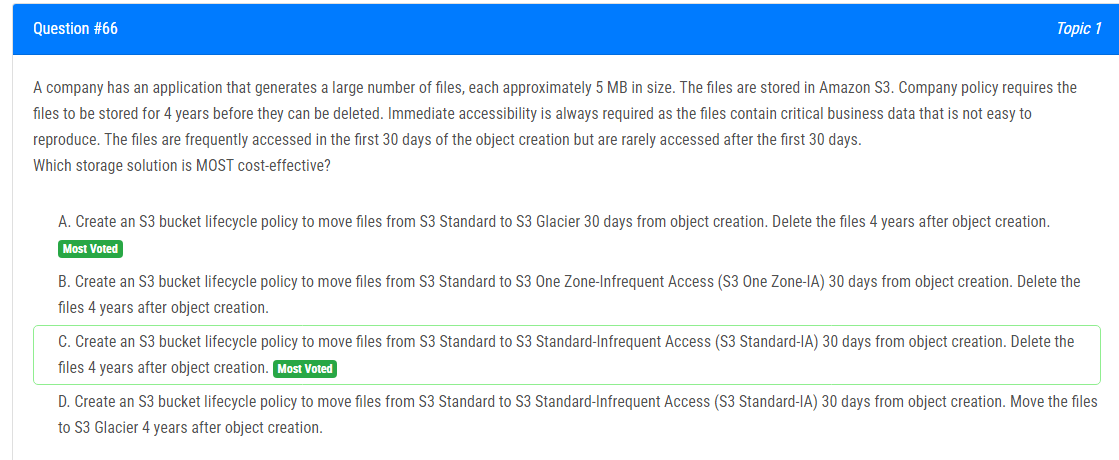 Question #66
Topic 1
A company has an application that generates a large number of files, each approximately 5 MB in size. The files are stored in Amazon S3. Company policy requires the
files to be stored for 4 years before they can be deleted. Immediate accessibility is always required as the files contain critical business data that is not easy to
reproduce. The files are frequently accessed in the first 30 days of the object creation but are rarely accessed after the first 30 days.
Which storage solution is MOST cost-effective?
A. Create an S3 bucket lifecycle policy to move files from S3 Standard to S3 Glacier 30 days from object creation. Delete the files 4 years after object creation.
Most Voted
B. Create an S3 bucket lifecycle policy to move files from S3 Standard to S3 One Zone-Infrequent Access (S3 One Zone-IA) 30 days from object creation. Delete the
files 4 years after object creation.
C. Create an S3 bucket lifecycle policy to move files from S3 Standard to S3 Standard-Infrequent Access (S3 Standard-IA) 30 days from object creation. Delete the
files 4 years after object creation. Most Voted
D. Create an S3 bucket lifecycle policy to move files from S3 Standard to S3 Standard-Infrequent Access (S3 Standard-IA) 30 days from object creation. Move the files
to S3 Glacier 4 years after object creation.